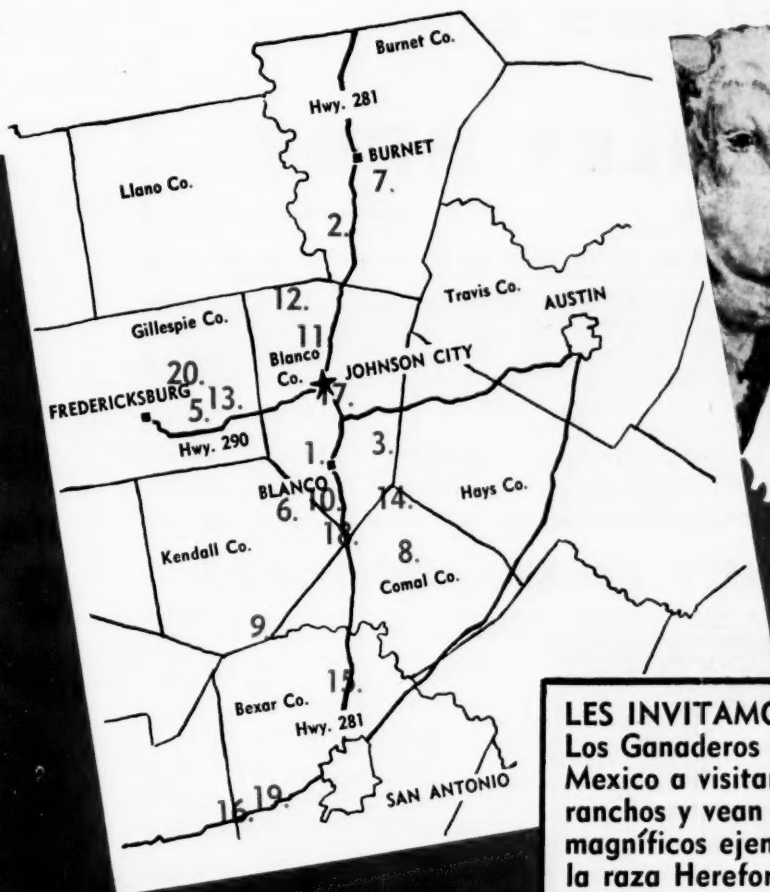 Burnet Co.
Hwy. 281
BURNET
7.
Llano Co.
2.
12.
Travis Co.
AUSTIN
Gillespie Co.
11.
Blanco
Co.
JOHNSON CITY
20.
FREDERICKSBURG
5. 13.
17.
Hwy. 290
1.
3.
BLANCO
6. 10.
14.
Hays Co.
18.
Kendall Co.
8.
Comal Co.
9.
15.
Bexar Co.
Hwy. 281
SAN ANTONIO
16. 19.
LES INVITAMO
Los Ganaderos
Mexico a visitar
ranchos y vean
magníficos ejem
la raza Herefor